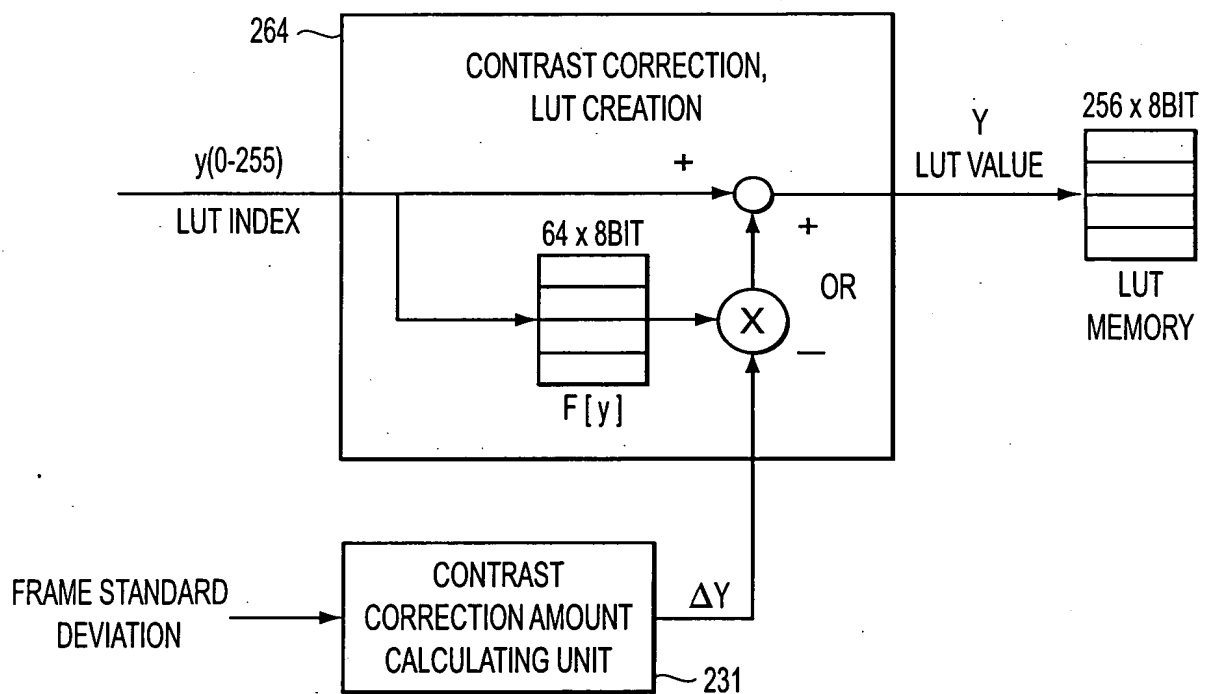 264
CONTRAST CORRECTION,
LUT CREATION
256 x 8BIT
y(0-255)
LUT INDEX
+
Y
LUT VALUE
64 x 8BIT
+
OR
X
—
F [ y ]
LUT
MEMORY
FRAME STANDARD
DEVIATION
CONTRAST
CORRECTION AMOUNT
CALCULATING UNIT
ΔY
231